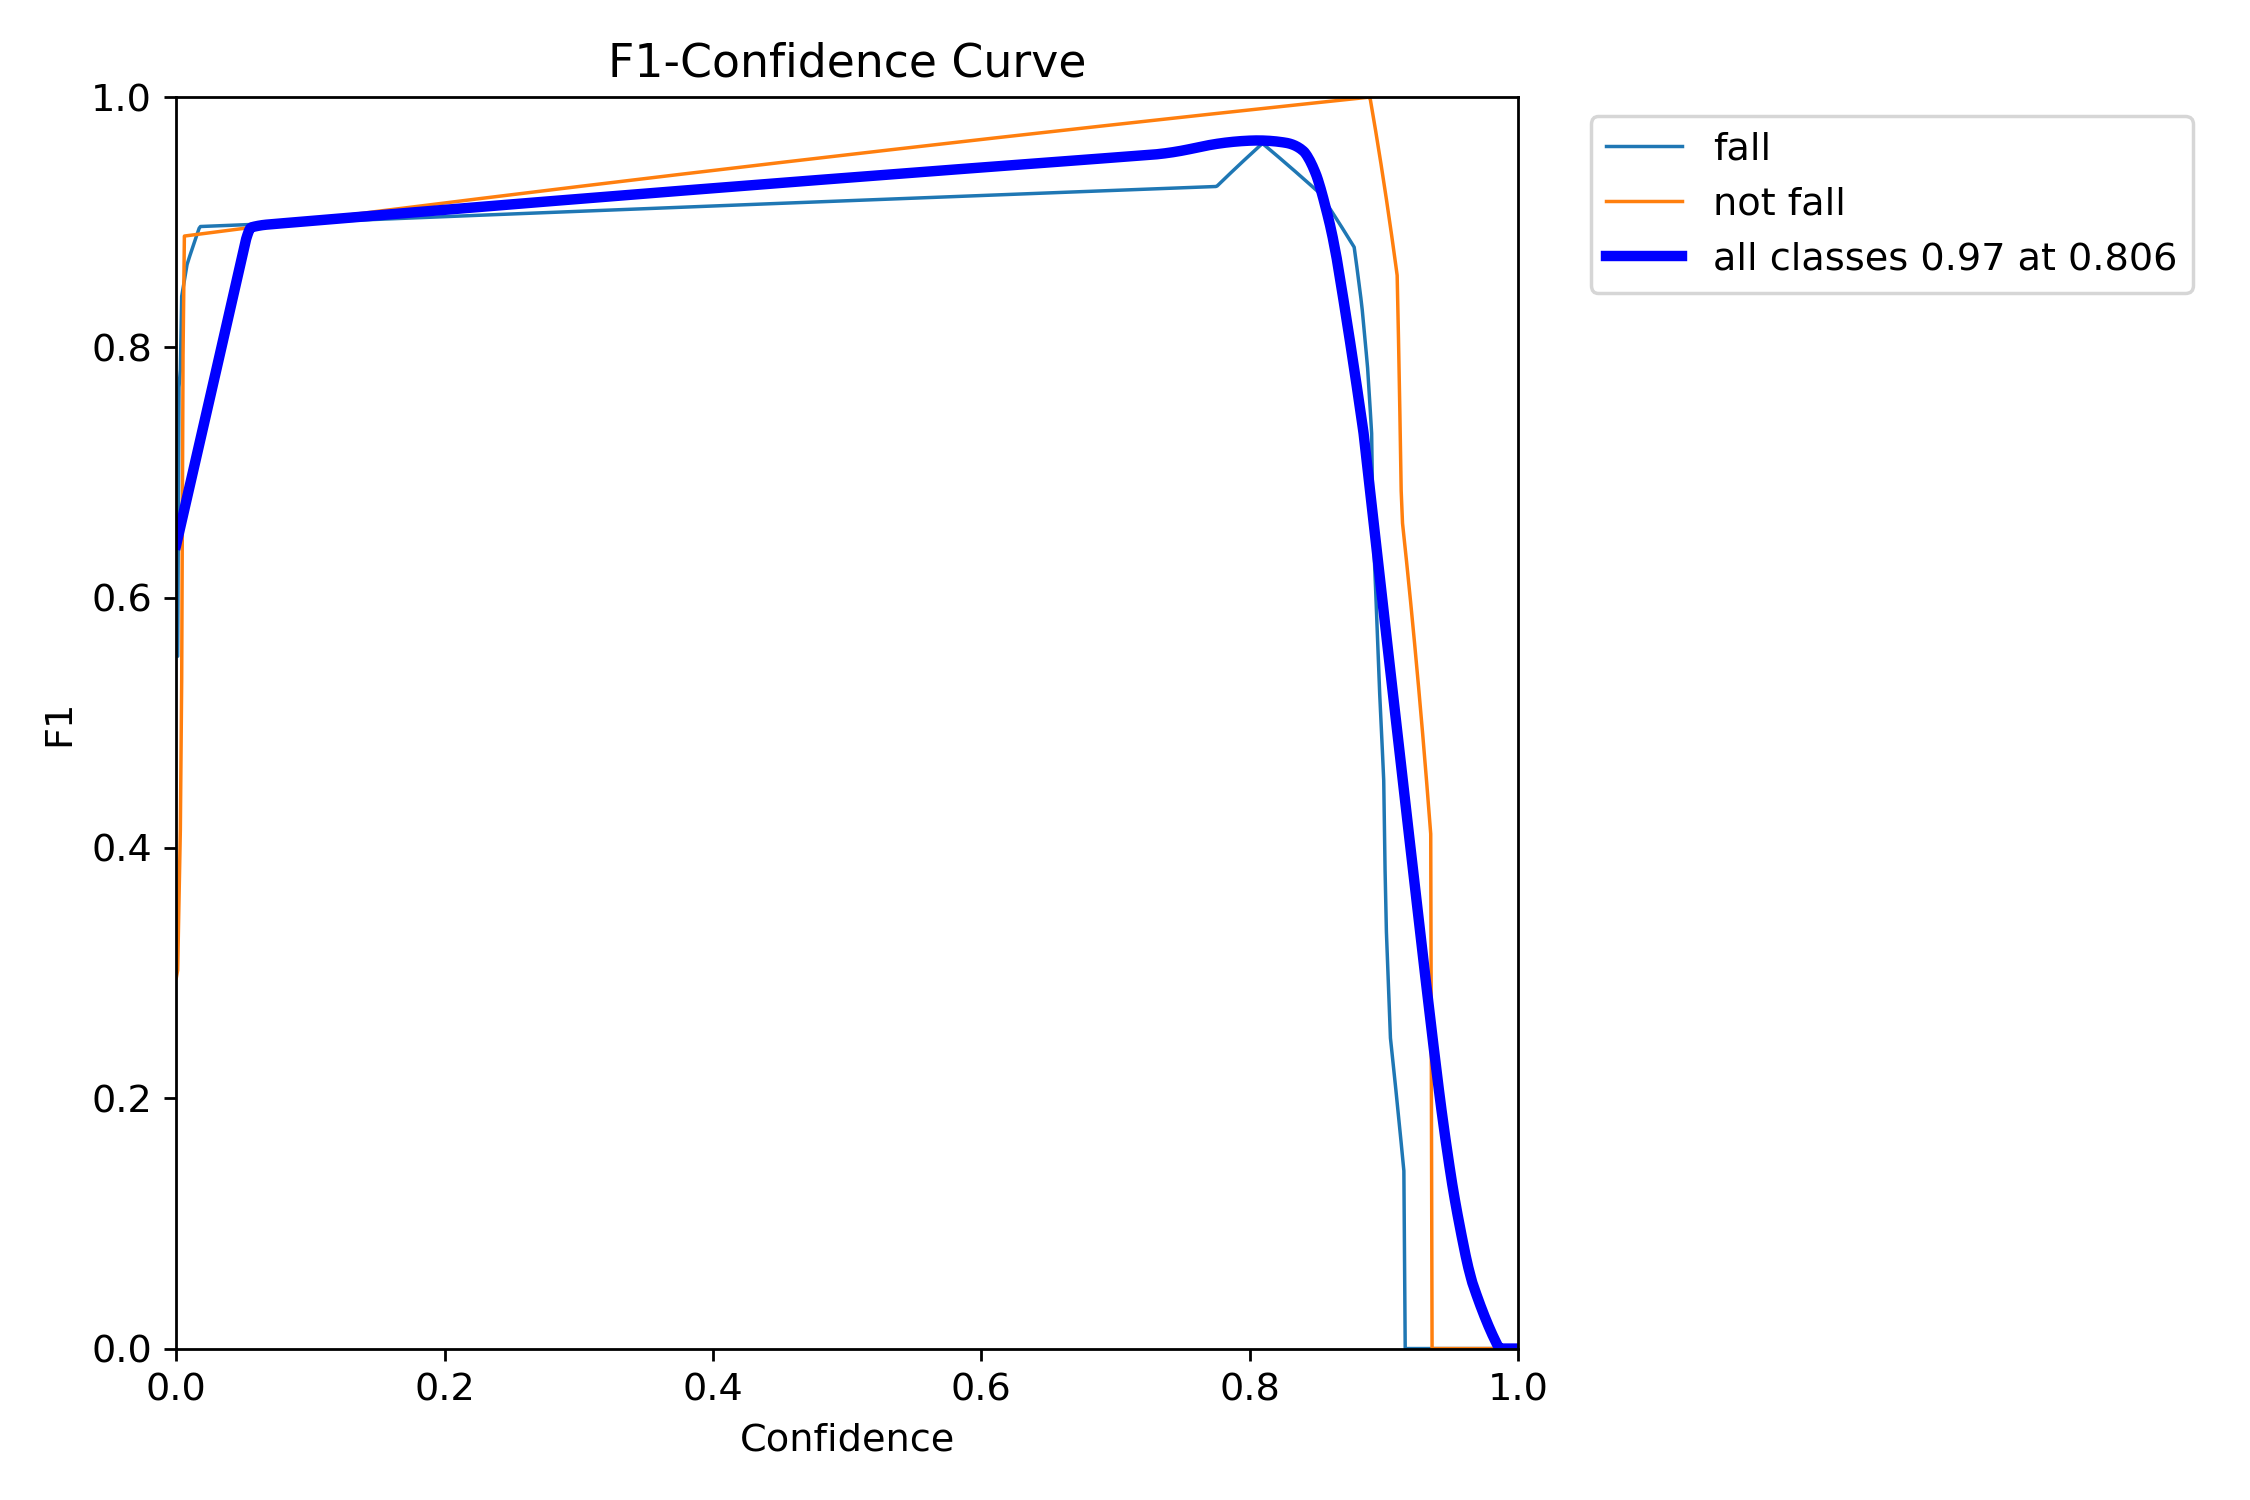 F1-Confidence Curve
1.0
0.8
0.6
0.4
0.2
0.0
F1
0.0 0.2 0.4 0.6 0.8 1.0
Confidence
fall
not fall
all classes 0.97 at 0.806